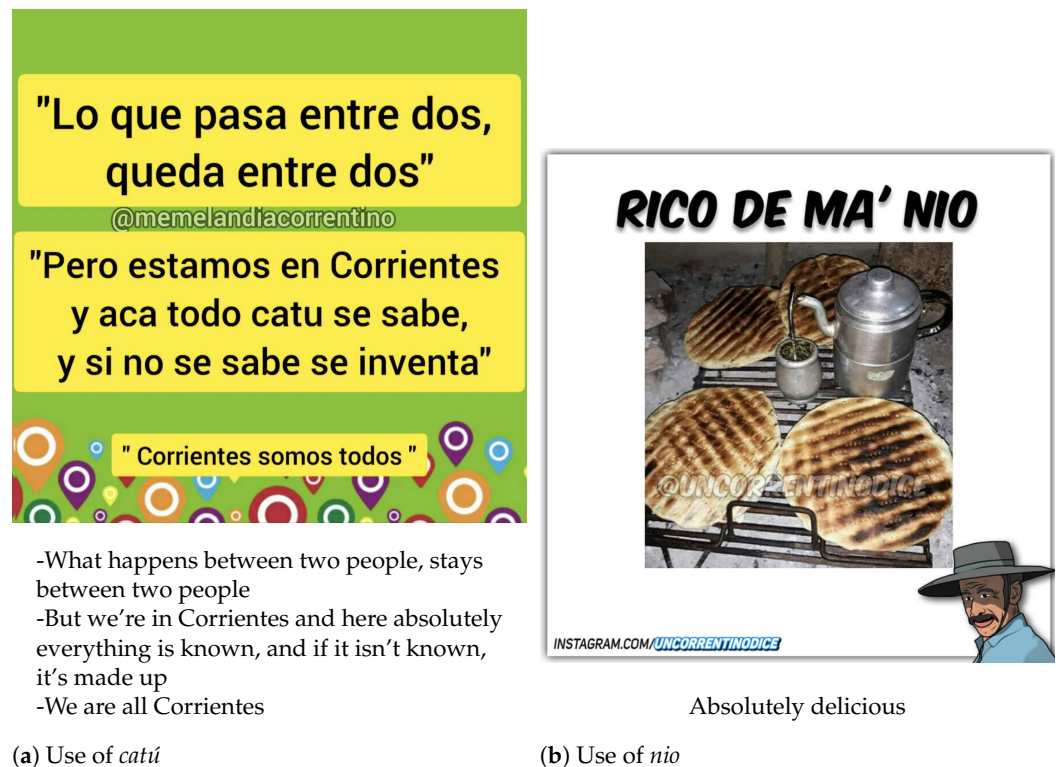 "Lo que pasa entre dos,
queda entre dos"
@memelandiacorrentino
"Pero estamos en Corrientes
y aca todo catu se sabe,
y si no se sabe se inventa"
" Corrientes somos todos "
-What happens between two people, stays
between two people
-But we're in Corrientes and here absolutely
everything is known, and if it isn't known,
it's made up
-We are all Corrientes
(a) Use of catú
RICO DE MA' NIO
@UNCORRENTINODICE
INSTAGRAM.COM/UNCORRENTINODICE
Absolutely delicious
(b) Use of nio